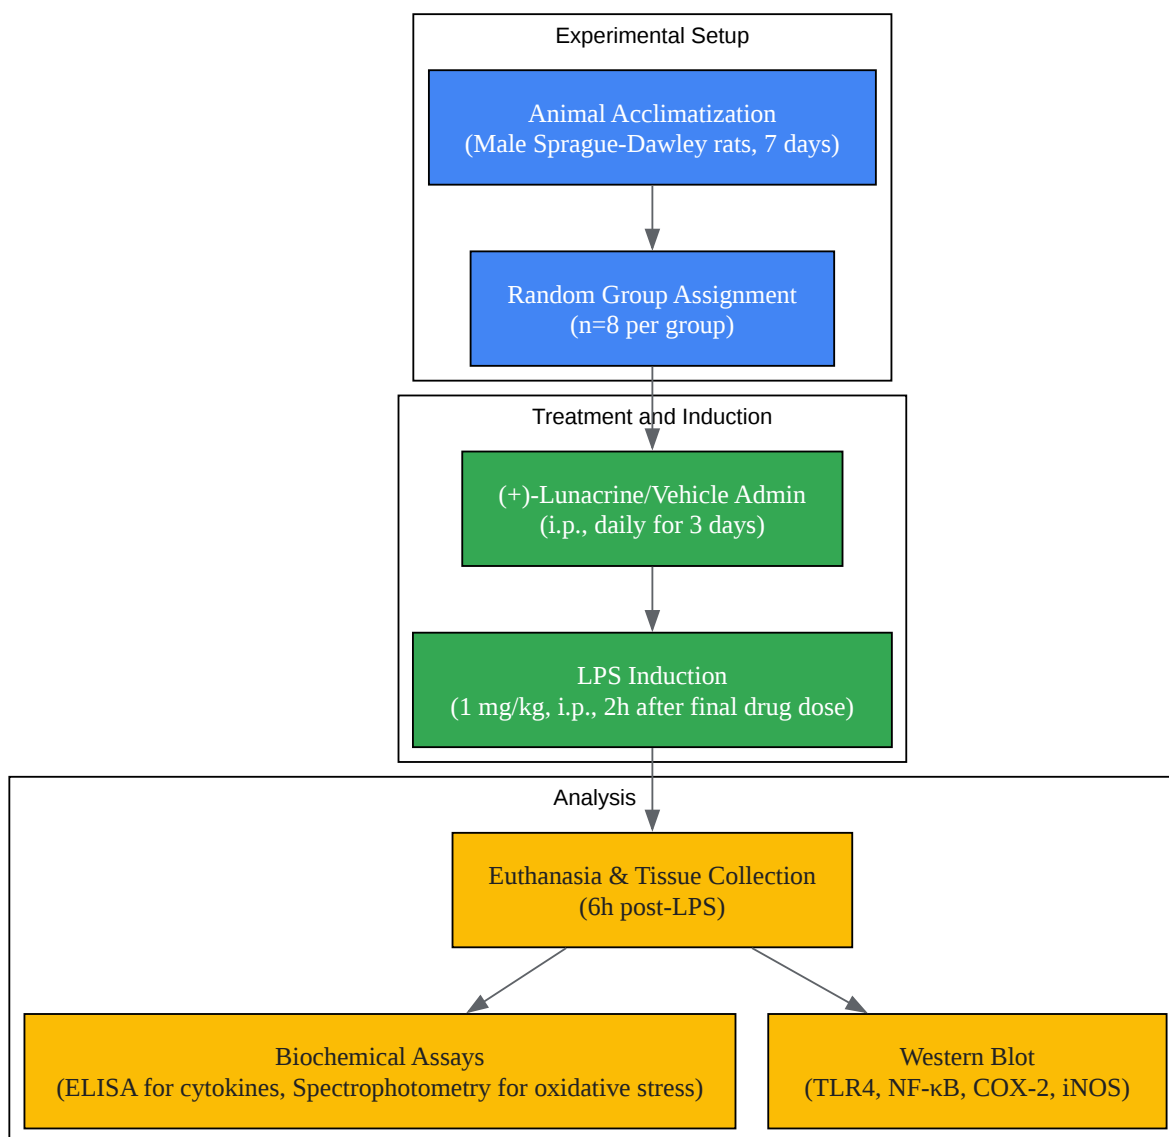 Experimental Setup
Animal Acclimatization
(Male Sprague-Dawley rats, 7 days)
Random Group Assignment
(n=8 per group)
Treatment and Induction
(+)-Lunacrine/Vehicle Admin
(i.p., daily for 3 days)
LPS Induction
(1 mg/kg, i.p., 2h after final drug dose)
Analysis
Euthanasia & Tissue Collection
(6h post-LPS)
Biochemical Assays
(ELISA for cytokines, Spectrophotometry for oxidative stress)
Western Blot
(TLR4, NF-κB, COX-2, iNOS)